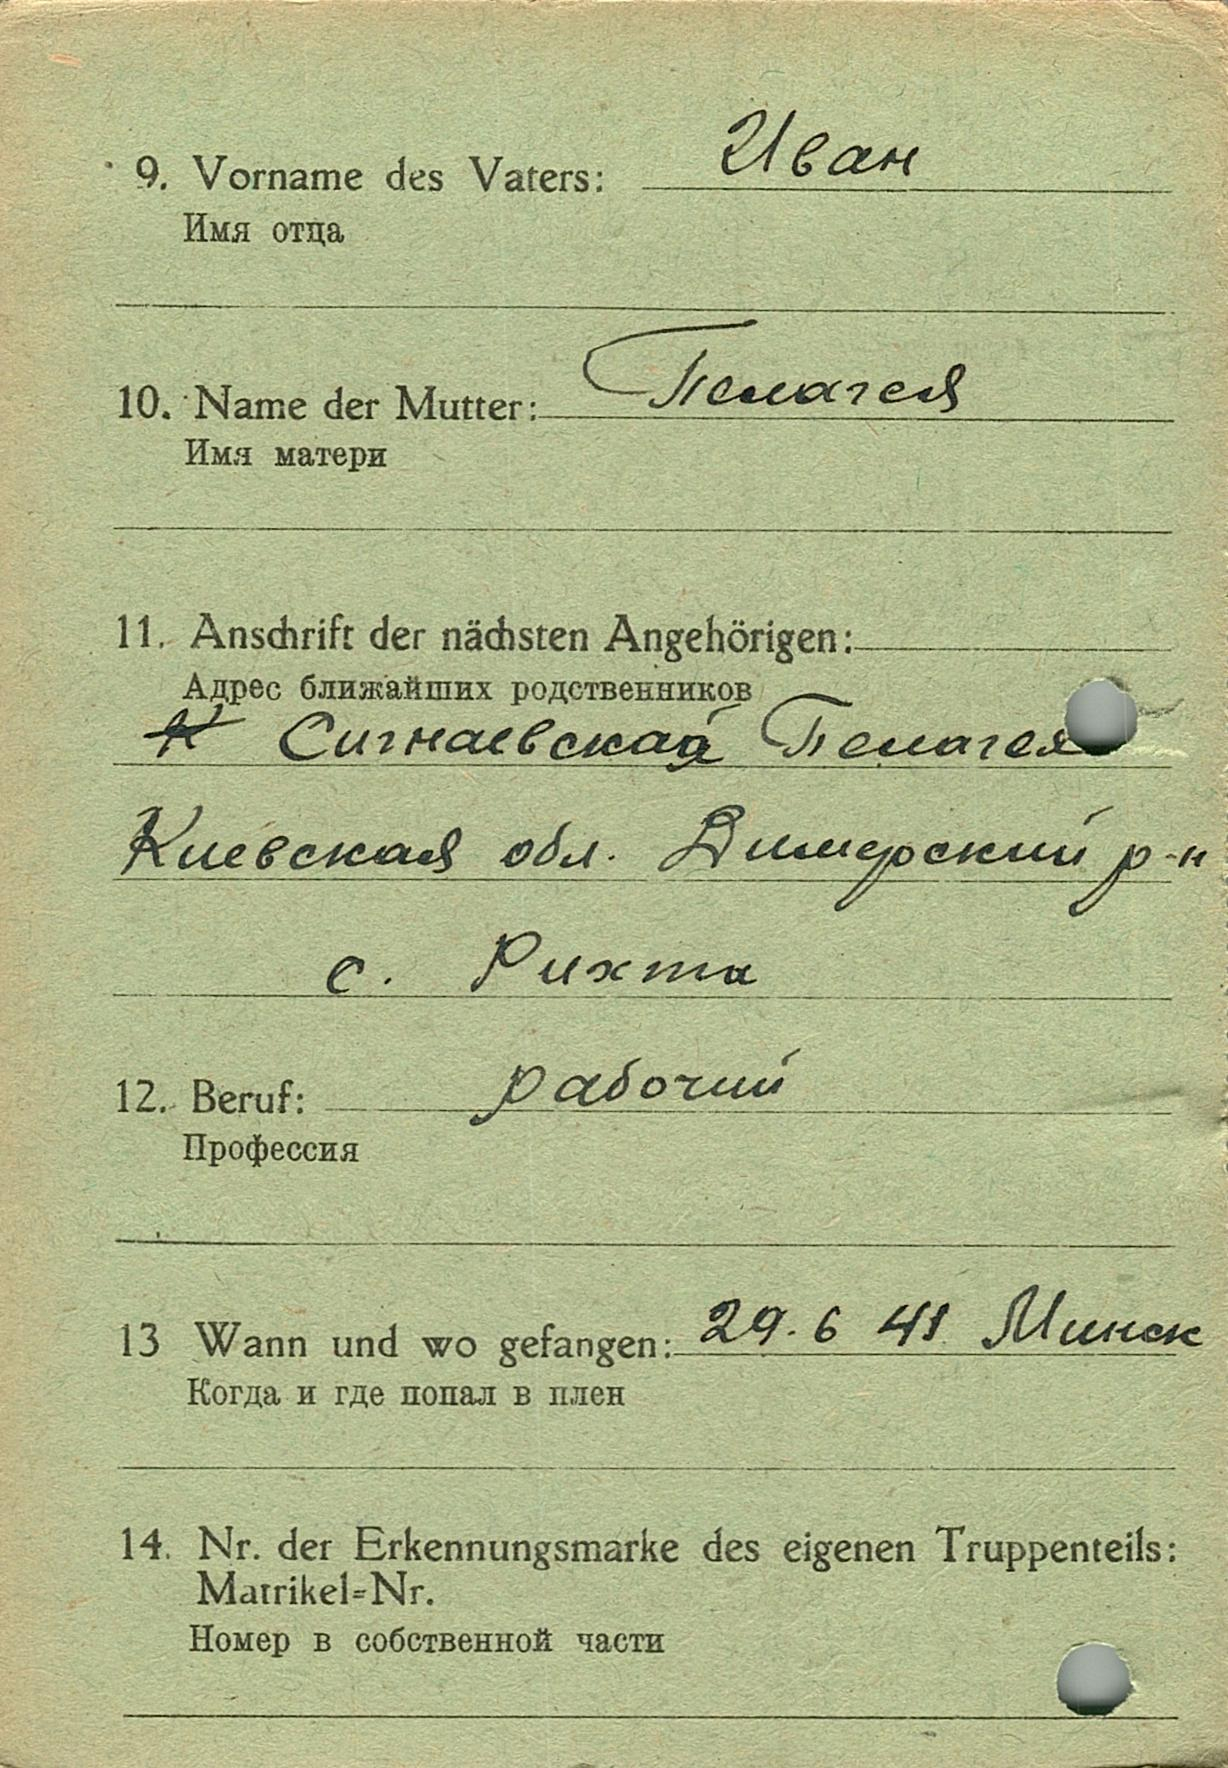 9. Vorname des Vaters: Иван
Имя отца
10. Name der Mutter: Пелагея
Имя матери
11. Anschrift der nächsten Angehörigen:
Адрес ближайших родственников
К Сигнаевская Пелагея
Киевская обл. Димерский р-н
с. Рихта
12. Beruf: рабочий
Профессия
13 Wann und wo gefangen: 29. 6 41 Минск
Когда и где попал в плен
14. Nr. der Erkennungsmarke des eigenen Truppenteils:
Matrikel=Nr.
Номер в собственной части